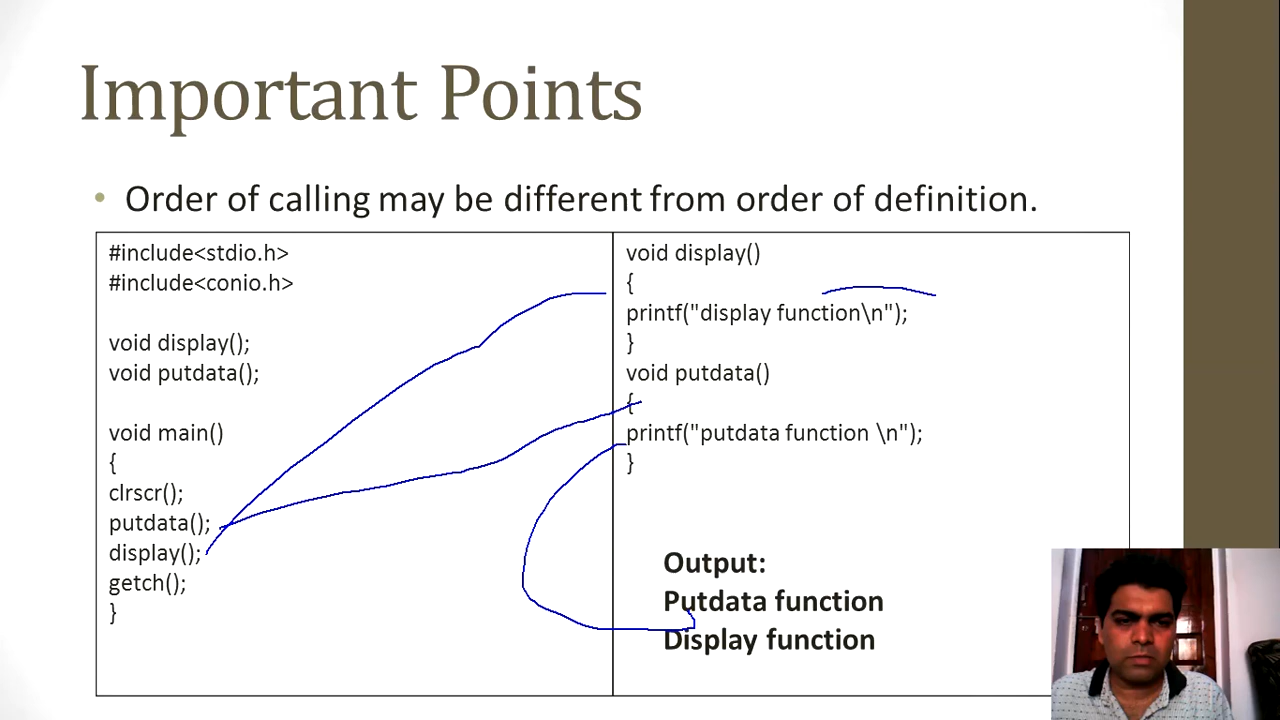 Important Points
• Order of calling may be different from order of definition.
#include<stdio.h>
#include<conio.h>
void display();
void putdata();
void main()
{
clrscr();
putdata();
display();
getch();
}
void display()
{
printf("display function\n");
}
void putdata()
{
printf("putdata function \n");
}
Output:
Putdata function
Display function